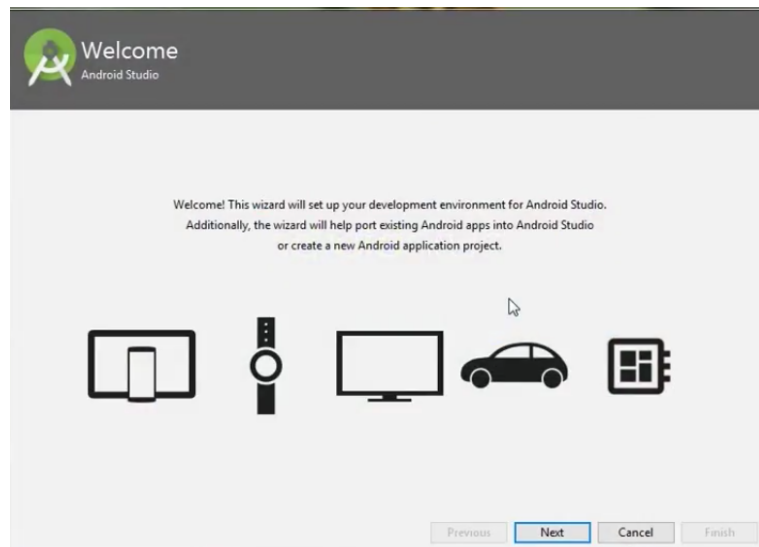 Welcome
Android Studio
Welcome! This wizard will set up your development environment for Android Studio.
Additionally, the wizard will help port existing Android apps into Android Studio
or create a new Android application project.
Previous
Next
Cancel
Finish